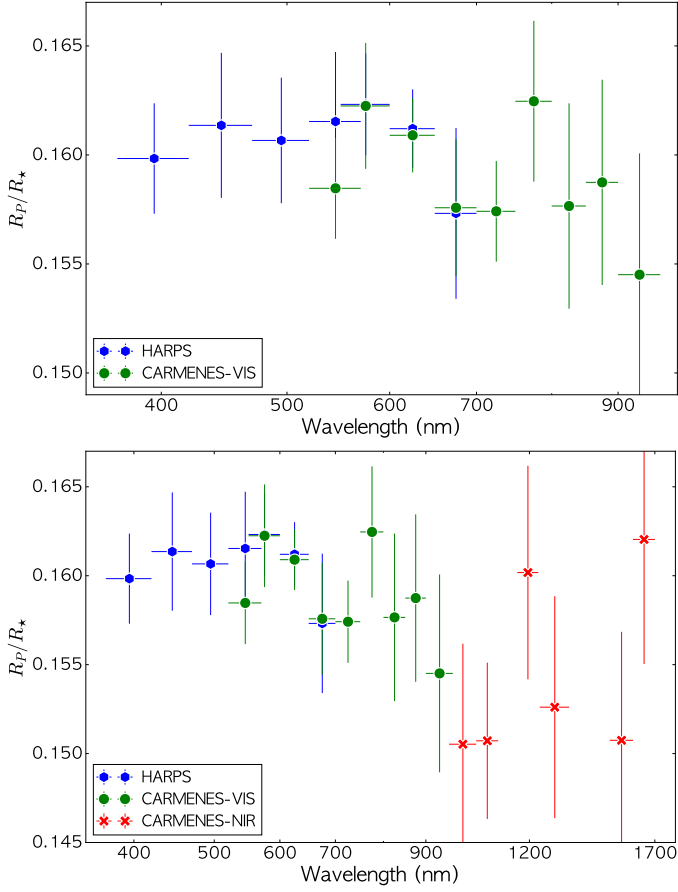 0.165
0.160
0.155
0.150
R_P/R_⋆
HARPS
CARMENES-VIS
400 500 600 700 900
Wavelength (nm)
0.165
0.160
0.155
0.150
0.145
R_P/R_⋆
HARPS
CARMENES-VIS
CARMENES-NIR
400 500 600 700 900 1200 1700
Wavelength (nm)